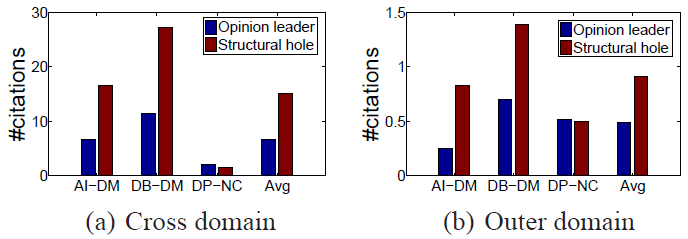 30
20
10
0
#citations
Opinion leader
Structural hole
AI-DM DB-DM DP-NC Avg
(a) Cross domain
1.5
1
0.5
0
#citations
Opinion leader
Structural hole
AI-DM DB-DM DP-NC Avg
(b) Outer domain